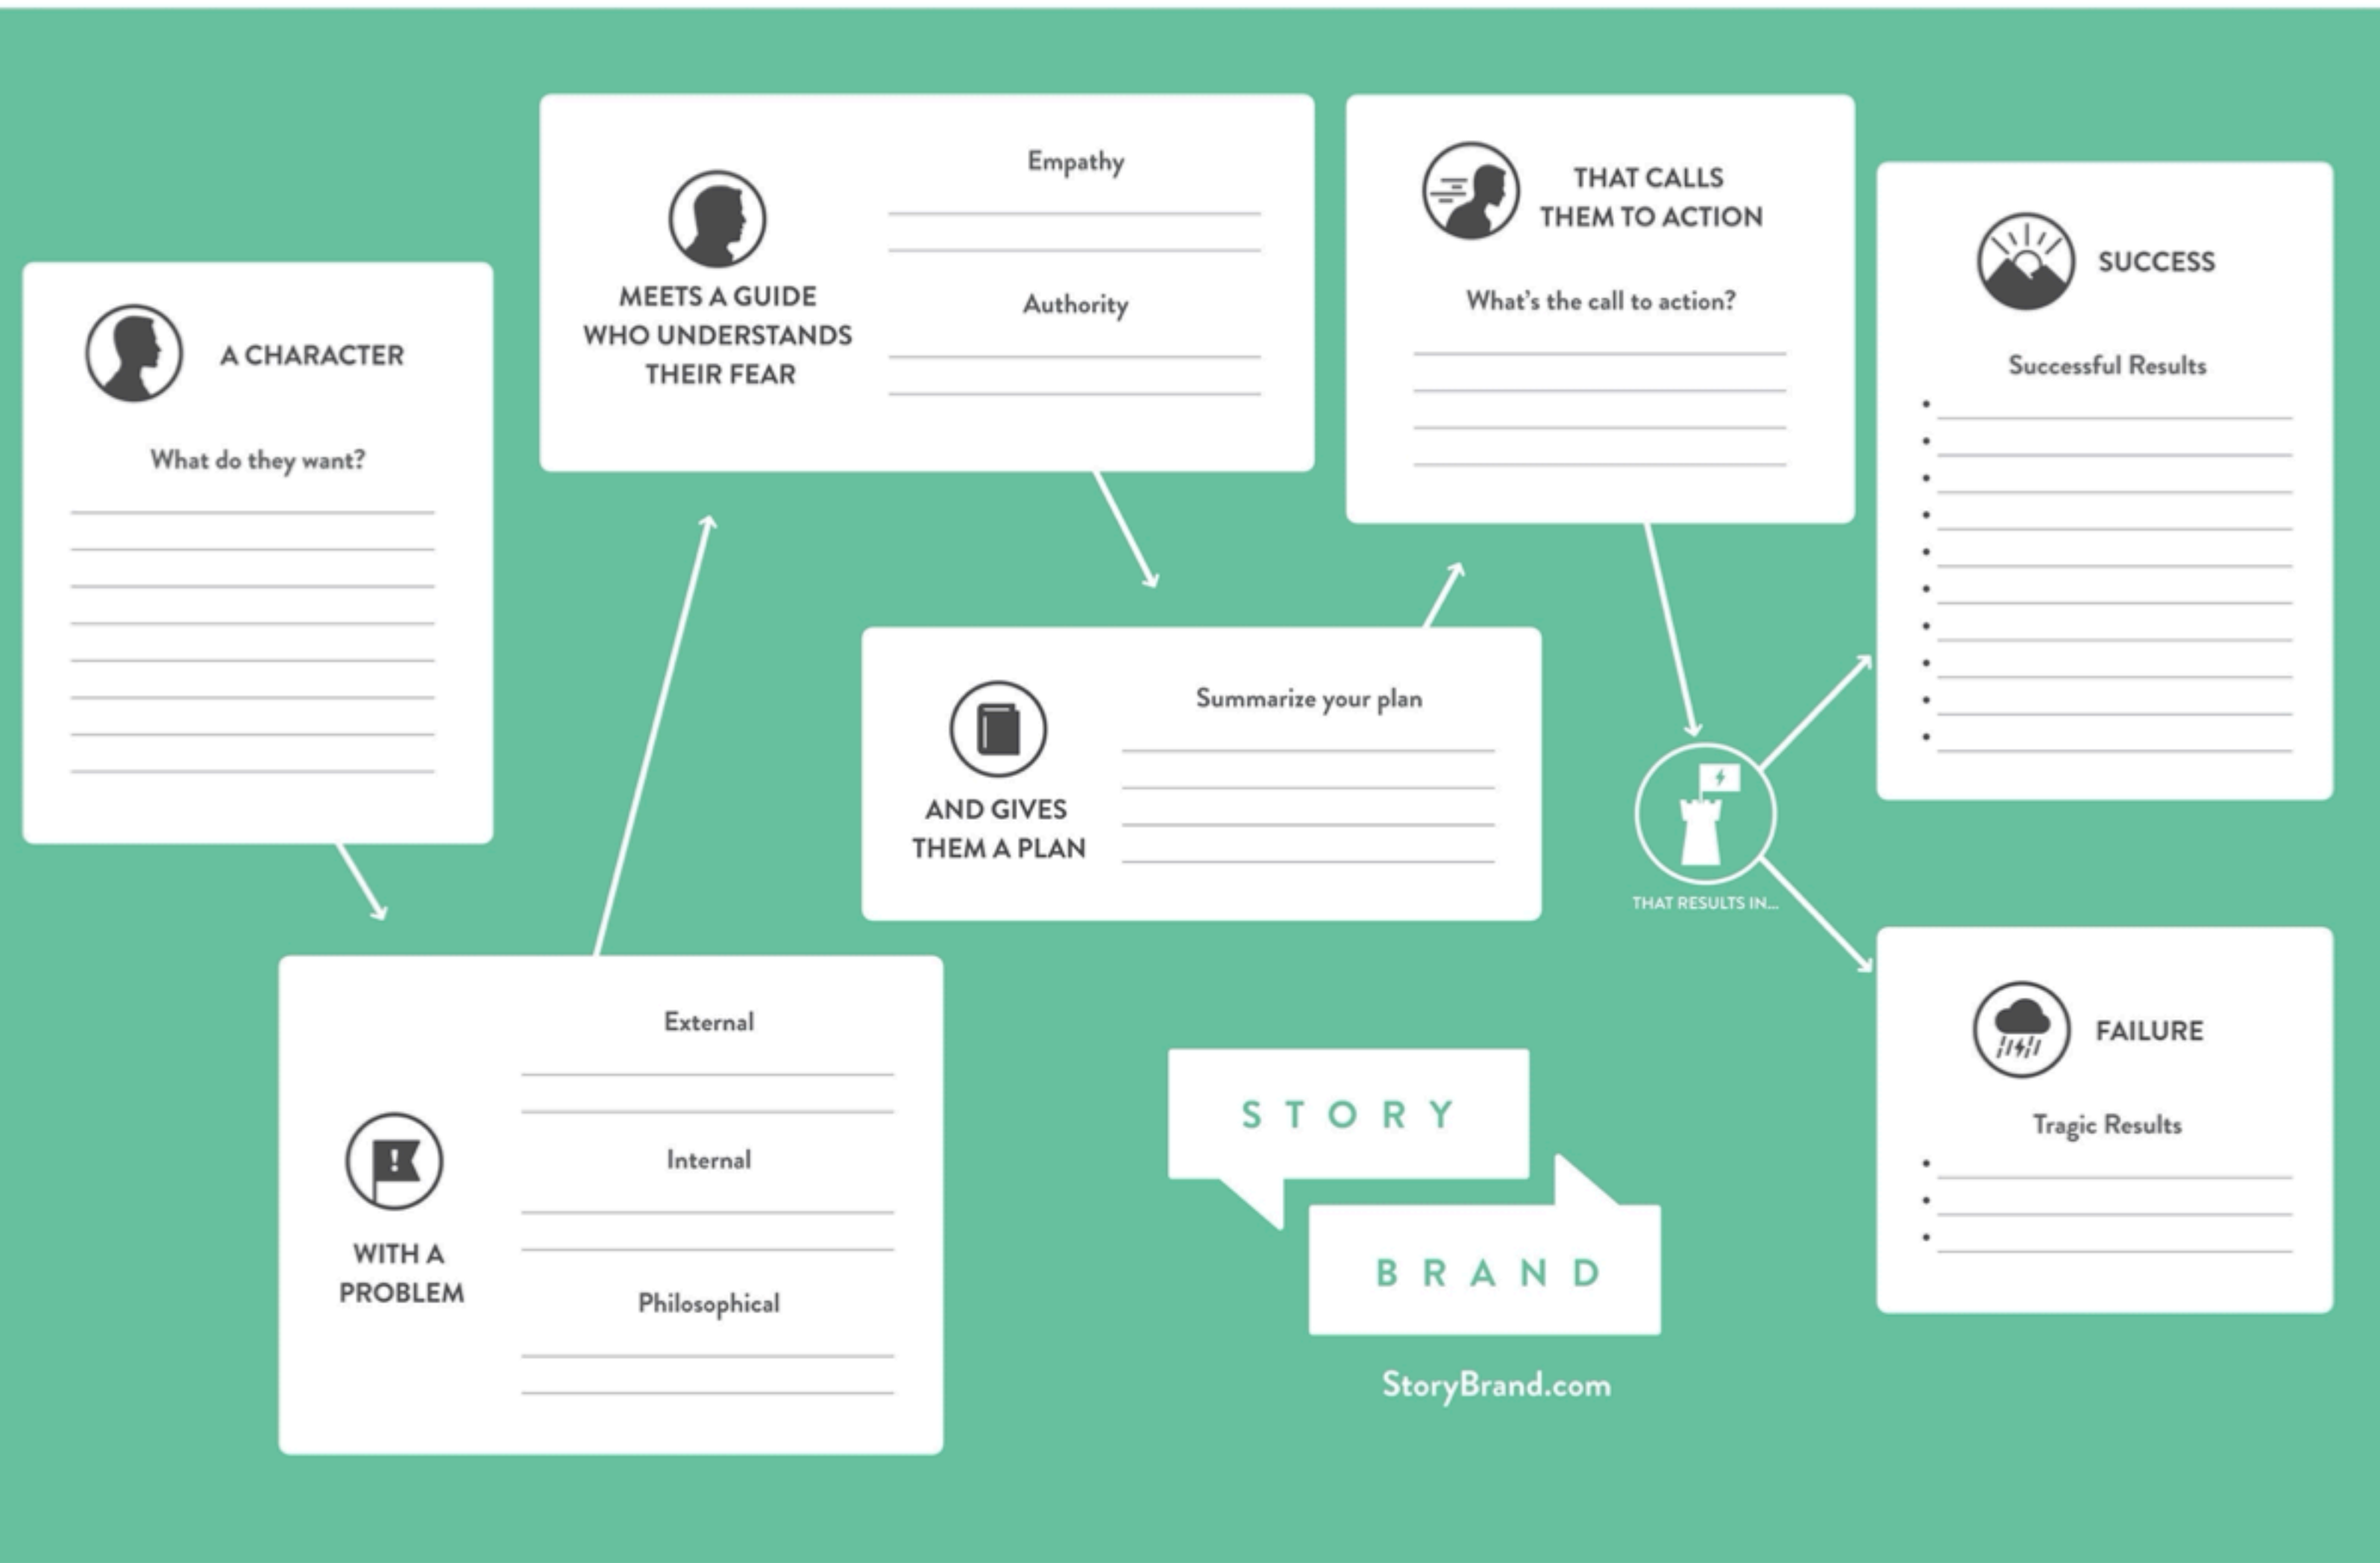 A CHARACTER
What do they want?
WITH A
PROBLEM
External
Internal
Philosophical
MEETS A GUIDE
WHO UNDERSTANDS
THEIR FEAR
Empathy
Authority
AND GIVES
THEM A PLAN
Summarize your plan
THAT CALLS
THEM TO ACTION
What's the call to action?
THAT RESULTS IN...
SUCCESS
Successful Results
FAILURE
Tragic Results
STORY
BRAND
StoryBrand.com